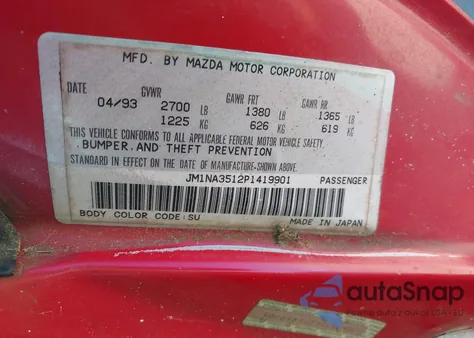 MFD. BY MAZDA MOTOR CORPORATION
DATE GVWR GAWR FRT GAWR RR
04/93 2700 LB 1380 LB 1365 LB
1225 KG 626 KG 619 KG
THIS VEHICLE CONFORMS TO ALL APPLICABLE FEDERAL MOTOR VEHICLE SAFETY,
BUMPER, AND THEFT PREVENTION
STANDARD IN EFFECT ON THE DATE OF MANUFACTURE SHOWN ABOVE.
JM1NA3512P1419901 PASSENGER
BODY COLOR CODE: SU MADE IN JAPAN
autoSnap